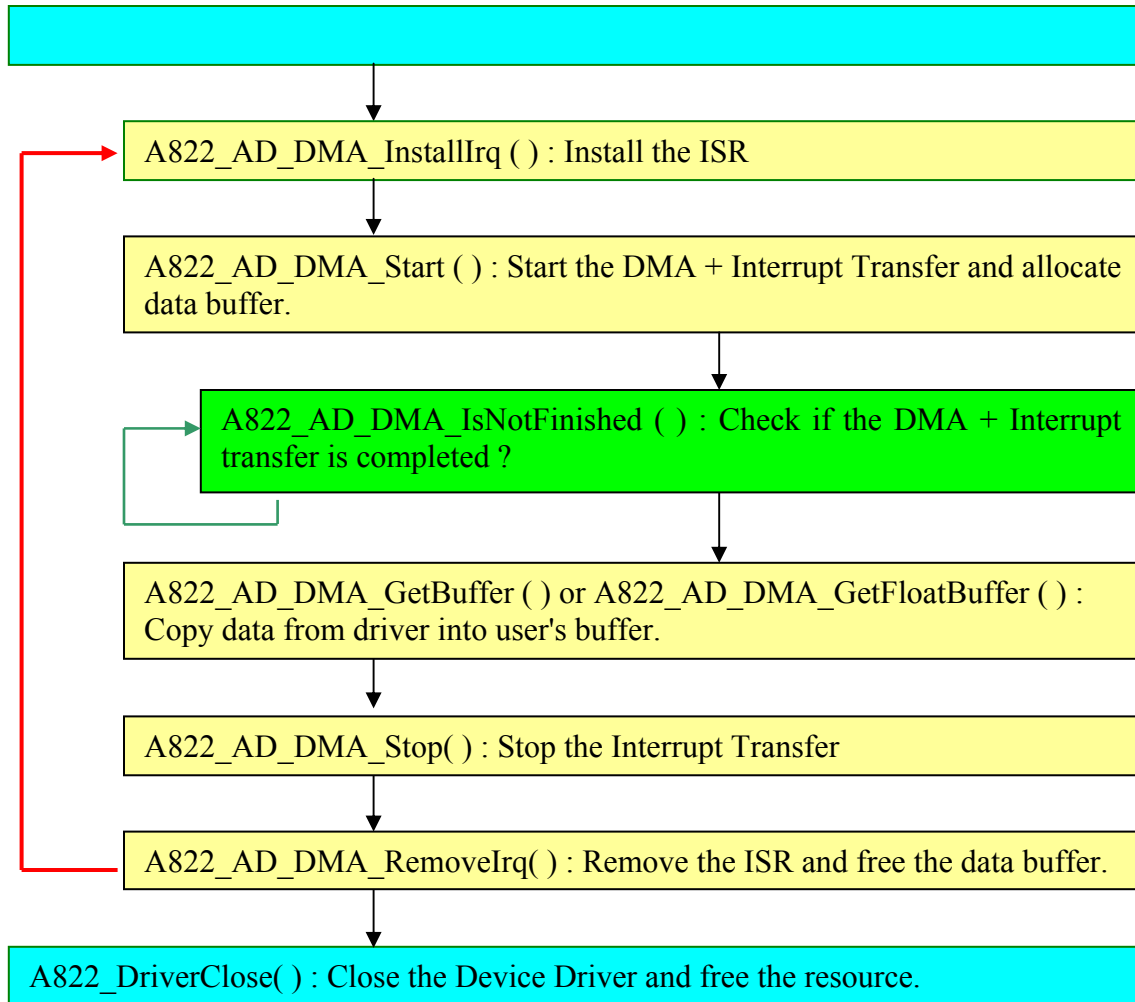 A822_AD_DMA_InstallIrq ( ) : Install the ISR
A822_AD_DMA_Start ( ) : Start the DMA + Interrupt Transfer and allocate
data buffer.
A822_AD_DMA_IsNotFinished ( ) : Check if the DMA + Interrupt
transfer is completed ?
A822_AD_DMA_GetBuffer ( ) or A822_AD_DMA_GetFloatBuffer ( ) :
Copy data from driver into user's buffer.
A822_AD_DMA_Stop( ) : Stop the Interrupt Transfer
A822_AD_DMA_RemoveIrq( ) : Remove the ISR and free the data buffer.
A822_DriverClose( ) : Close the Device Driver and free the resource.